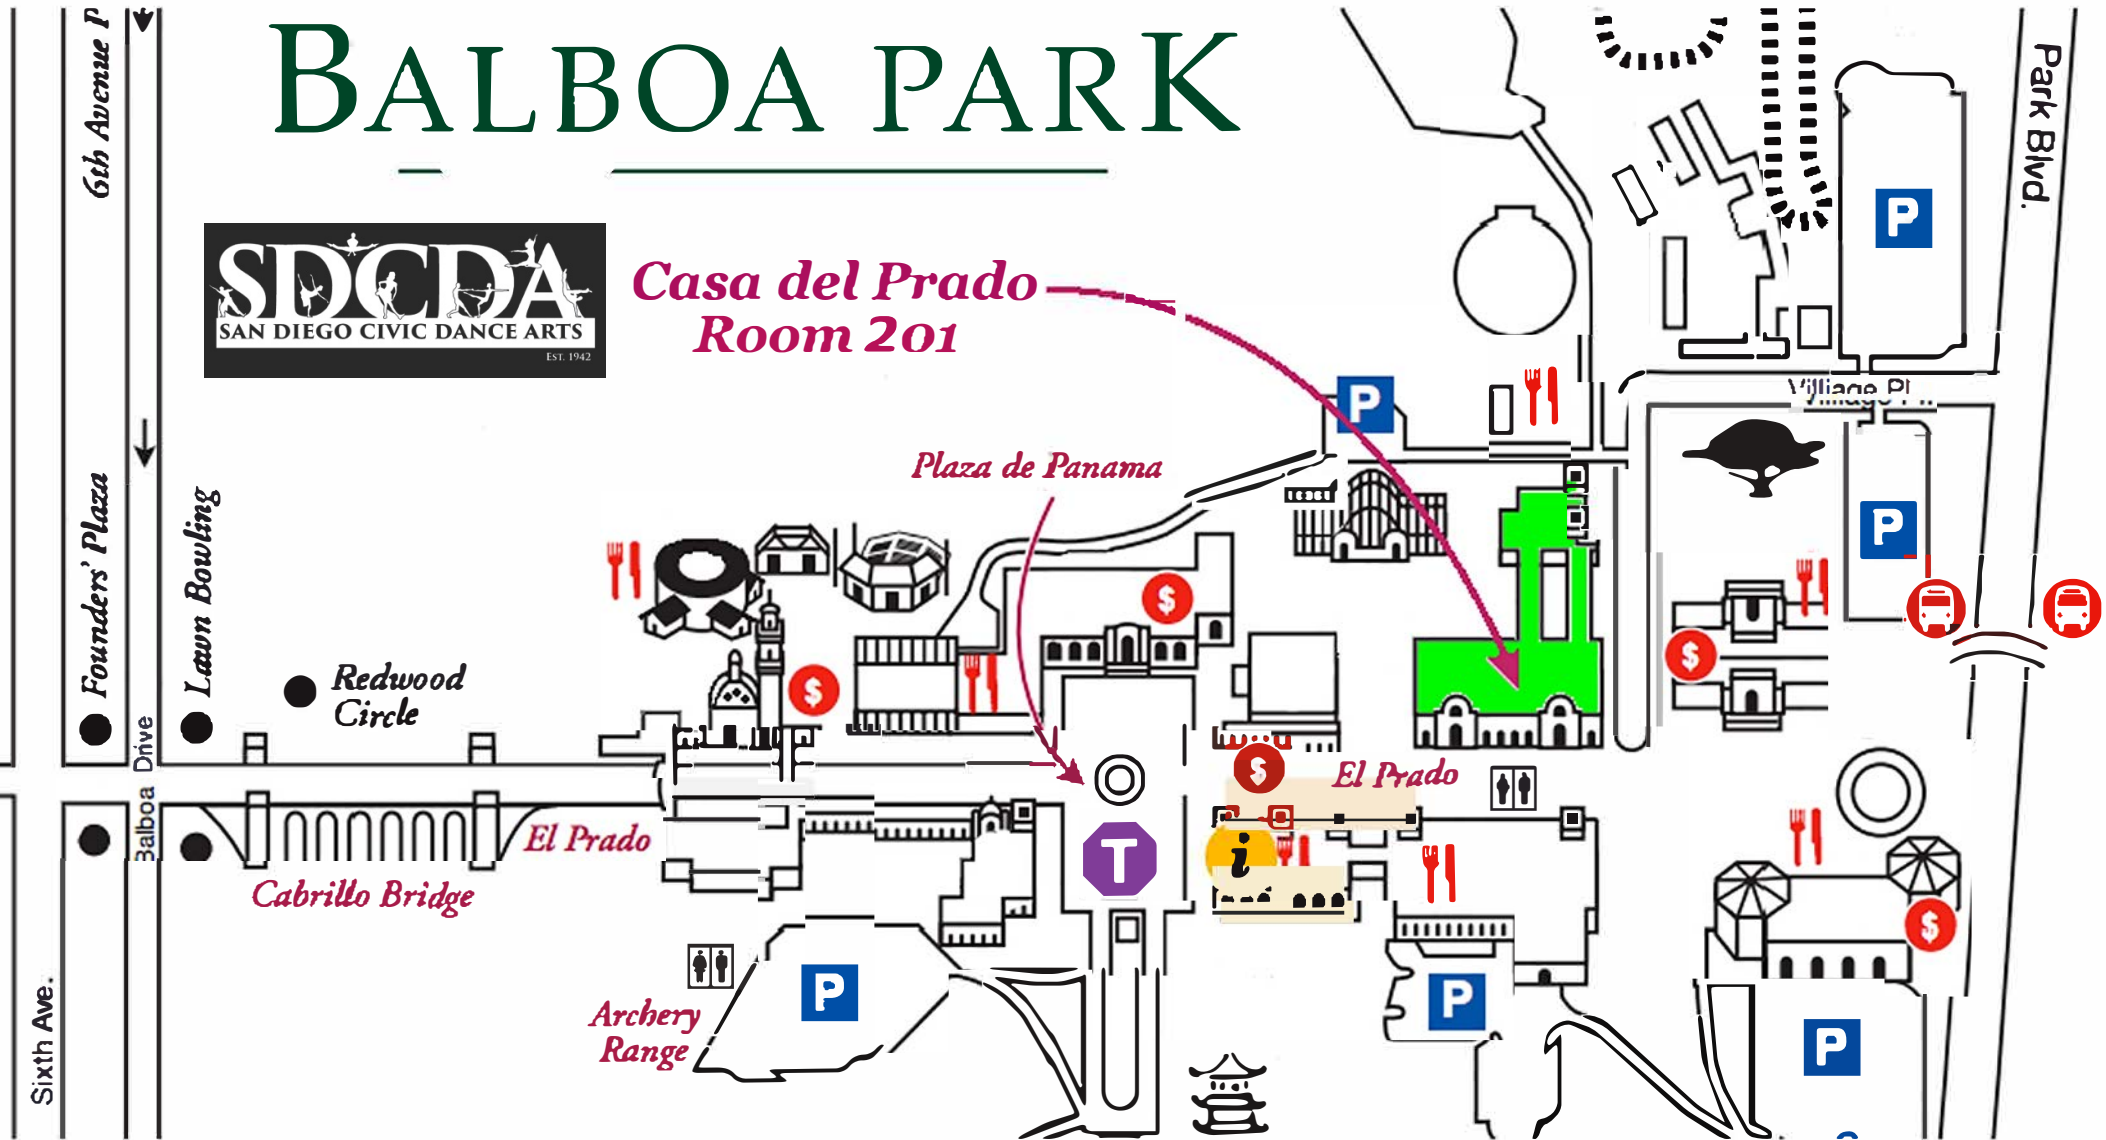 BALBOA PARK
6th Avenue P
Park Blvd.
SDCDA
SAN DIEGO CIVIC DANCE ARTS
EST. 1942
Casa del Prado
Room 201
P
P
Villiage Pl.
Plaza de Panama
P
Founders' Plaza
Lawn Bowling
$
$
$
Redwood
Circle
Balboa Drive
$
El Prado
El Prado
T
i
Cabrillo Bridge
$
Archery
Range
P
P
P
Sixth Ave.